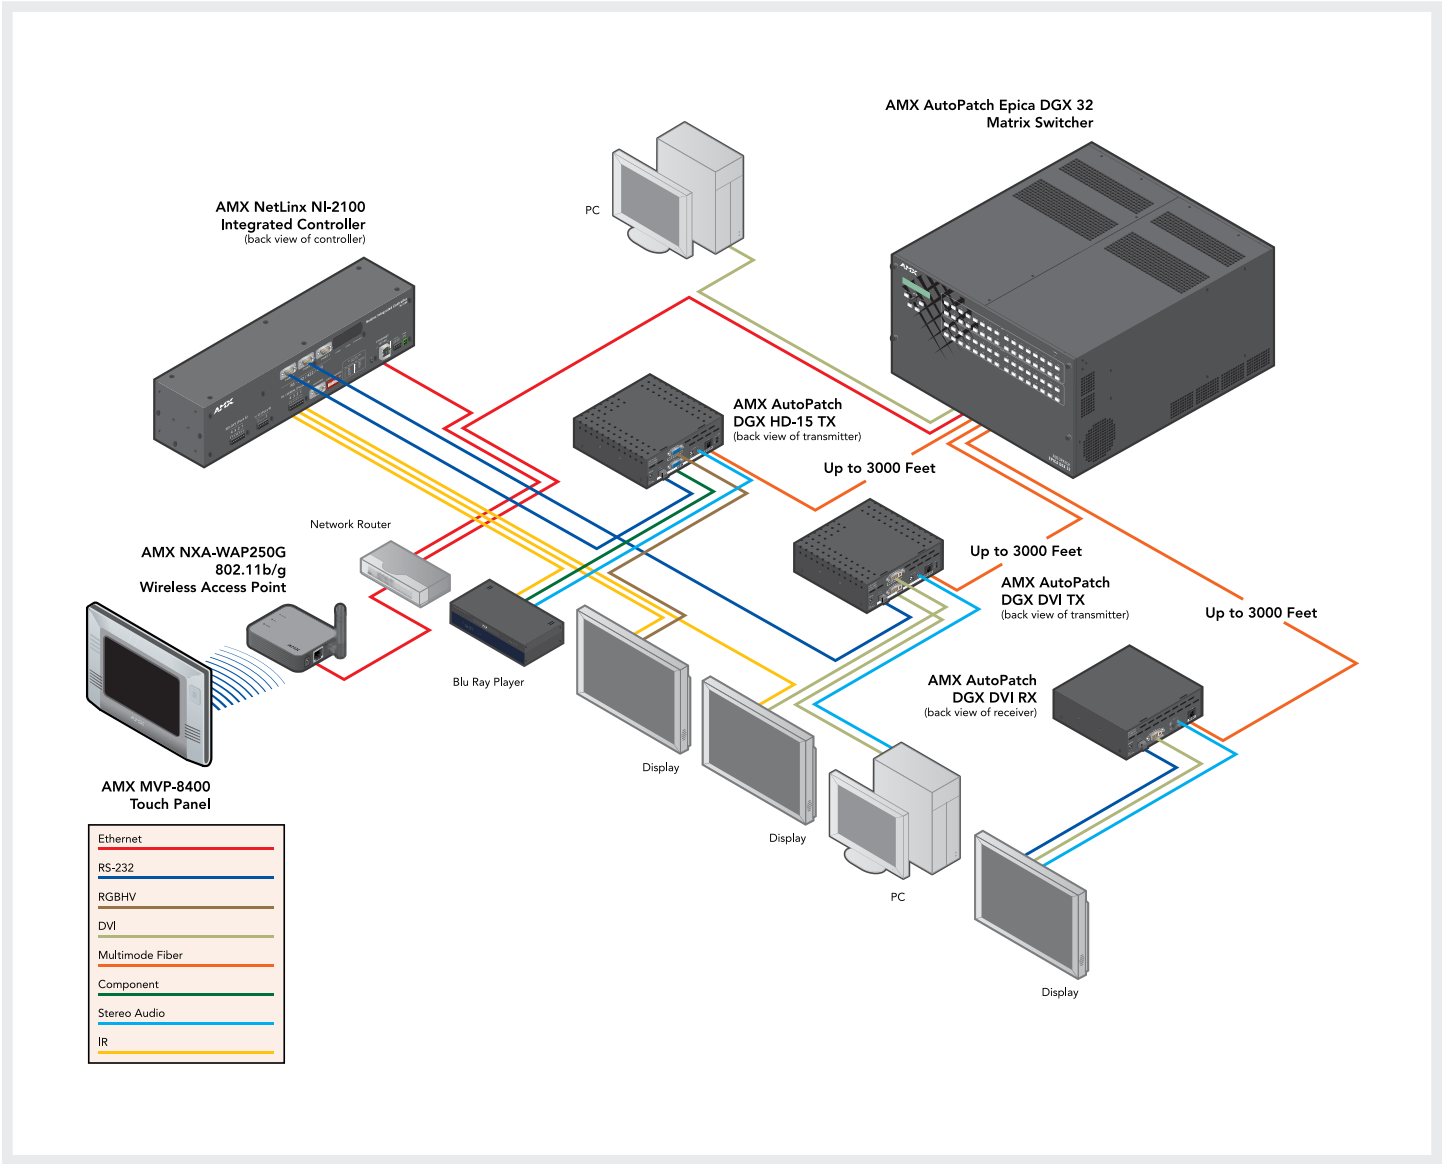 AMX AutoPatch Epica DGX 32
Matrix Switcher
PC
AMX NetLinx NI-2100
Integrated Controller
(back view of controller)
AMX
AMX
AMX AutoPatch
DGX HD-15 TX
(back view of transmitter)
Up to 3000 Feet
Network Router
AMX NXA-WAP250G
802.11b/g
Wireless Access Point
Up to 3000 Feet
AMX AutoPatch
DGX DVI TX
(back view of transmitter)
Up to 3000 Feet
AMX
Blu Ray Player
AMX AutoPatch
DGX DVI RX
(back view of receiver)
AMX
Display
AMX MVP-8400
Touch Panel
Display
Ethernet
RS-232
RGBHV
DVI
Multimode Fiber
Component
Stereo Audio
IR
PC
Display